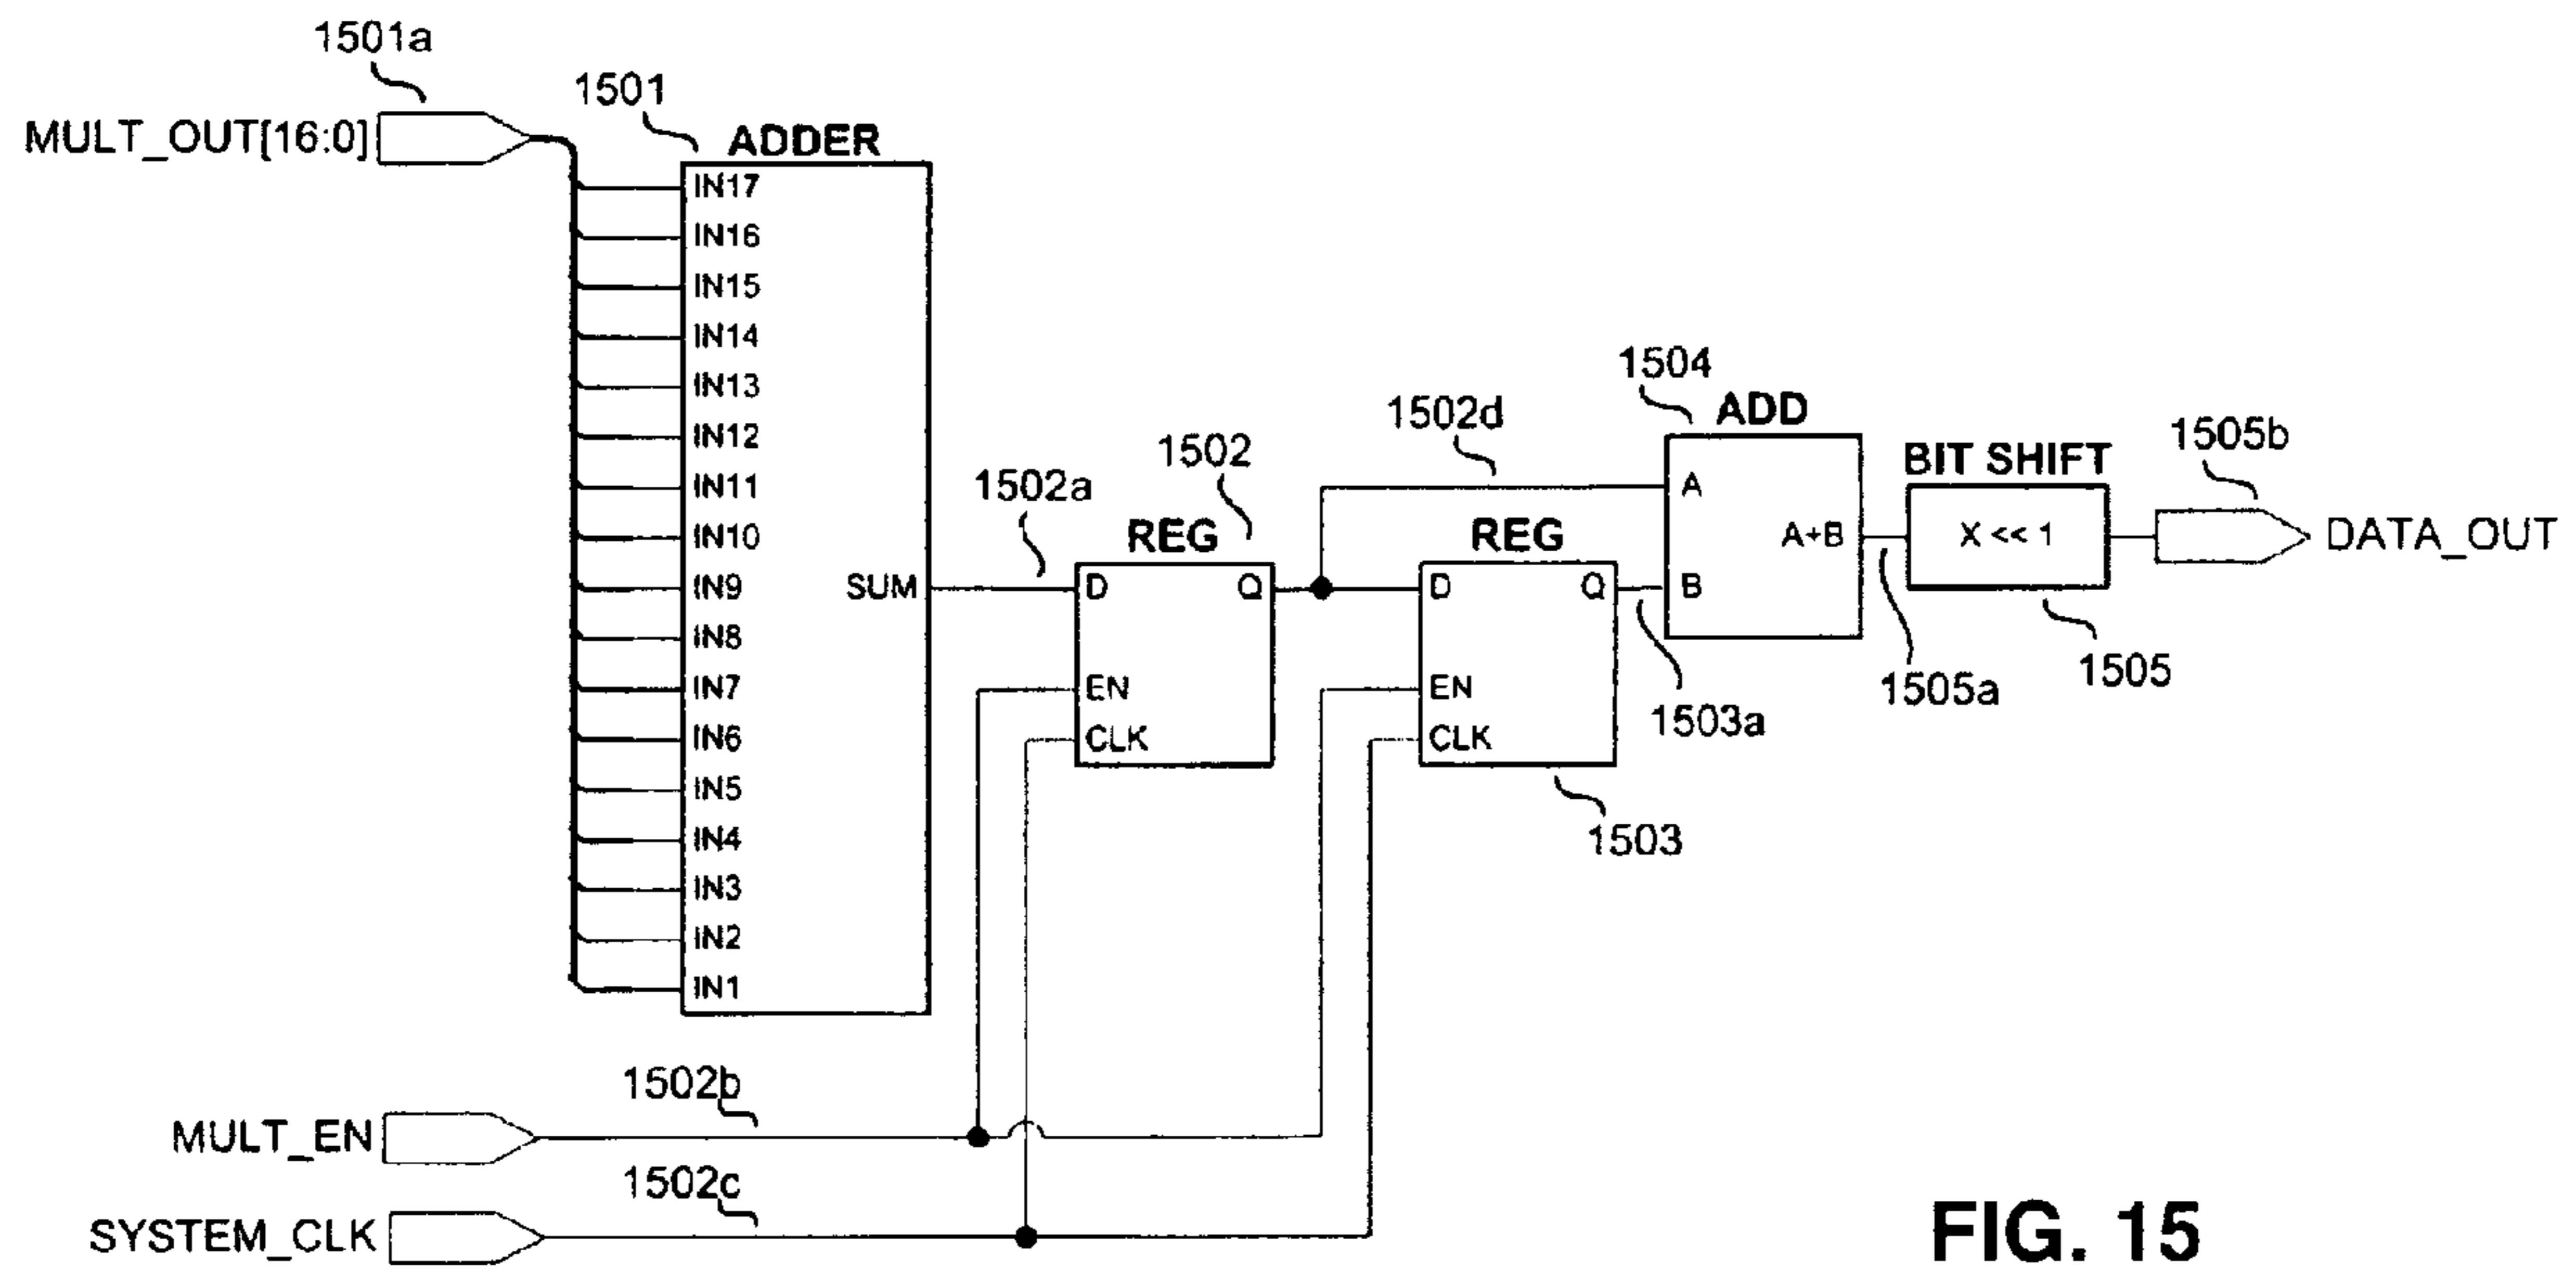 1501a
MULT_OUT[16:0]
1501
ADDER
IN17
IN16
IN15
IN14
IN13
IN12
IN11
IN10
IN9
IN8
IN7
IN6
IN5
IN4
IN3
IN2
IN1
SUM
1502a
1502
REG
D
Q
EN
CLK
1502d
REG
D
Q
EN
CLK
1503
1503a
1504
ADD
A
B
A+B
1505a
BIT SHIFT
X << 1
1505
1505b
DATA_OUT
1502b
MULT_EN
1502c
SYSTEM_CLK
FIG. 15